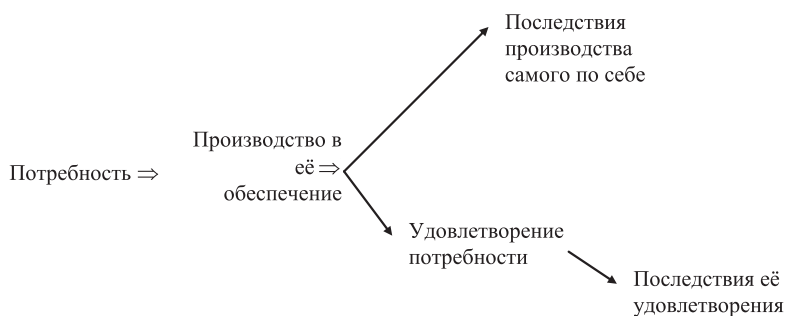 Последствия
производства
самого по себе
Производство в
её ⇒
обеспечение
Потребность ⇒
Удовлетворение
потребности
Последствия её
удовлетворения